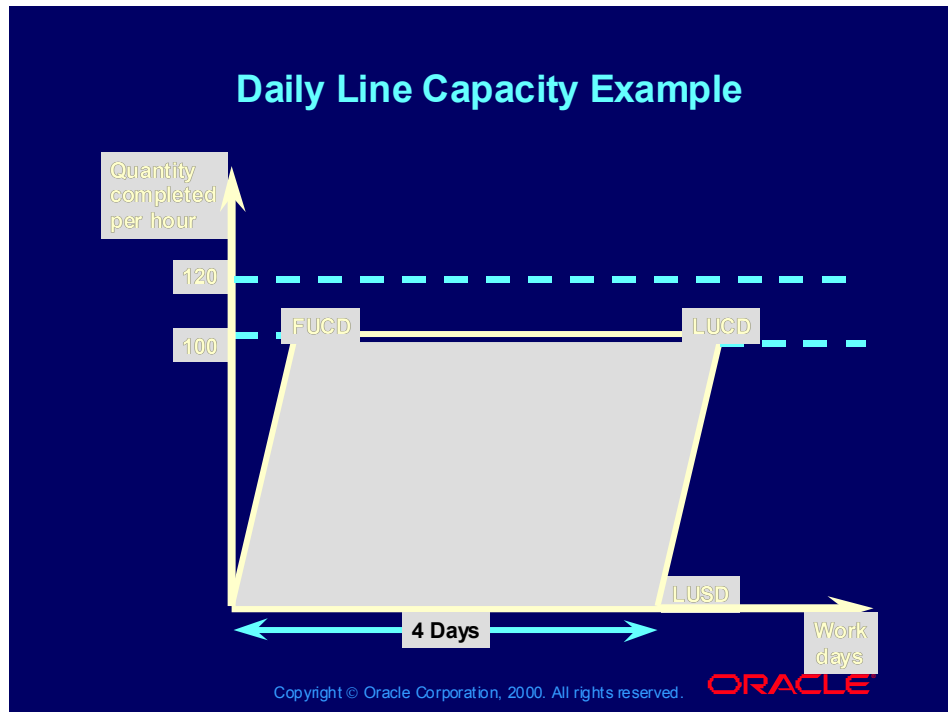 Daily Line Capacity Example
Quantity
completed
per hour
120
100
FUCD
LUCD
LUSD
4 Days
Work
days
Copyright © Oracle Corporation, 2000. All rights reserved.
ORACLE®